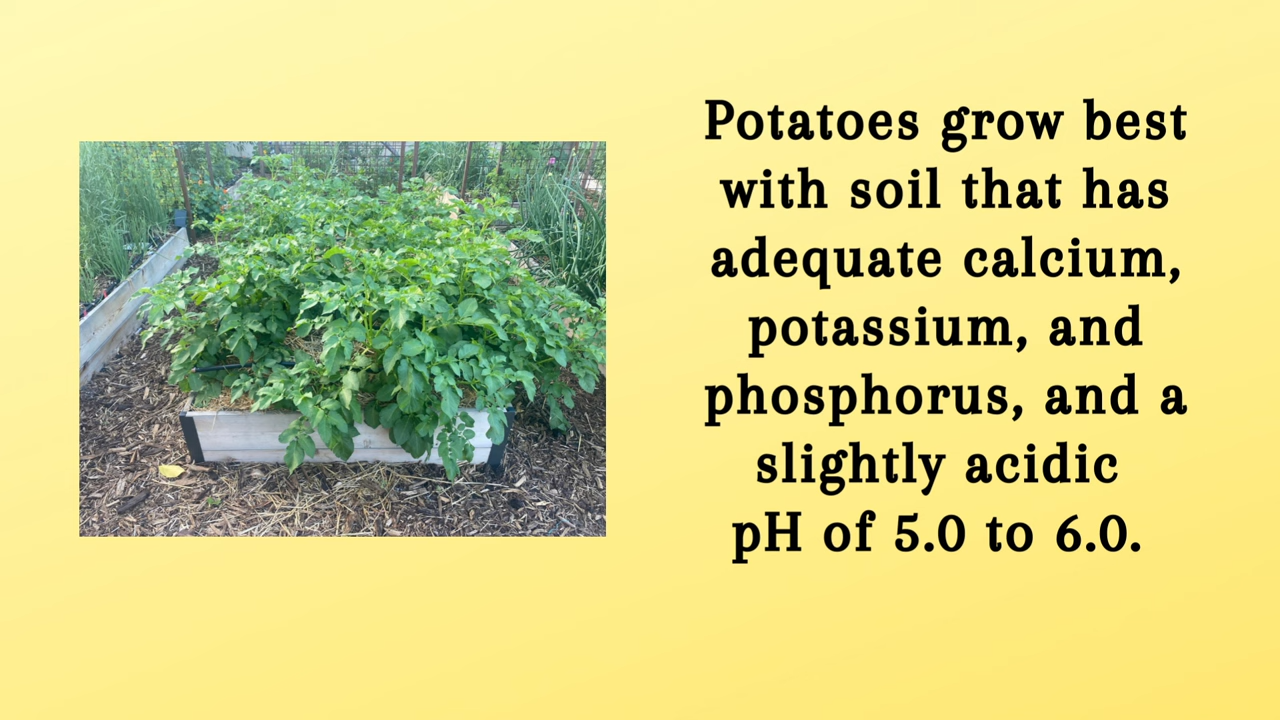 Potatoes grow best
with soil that has
adequate calcium,
potassium, and
phosphorus, and a
slightly acidic
pH of 5.0 to 6.0.